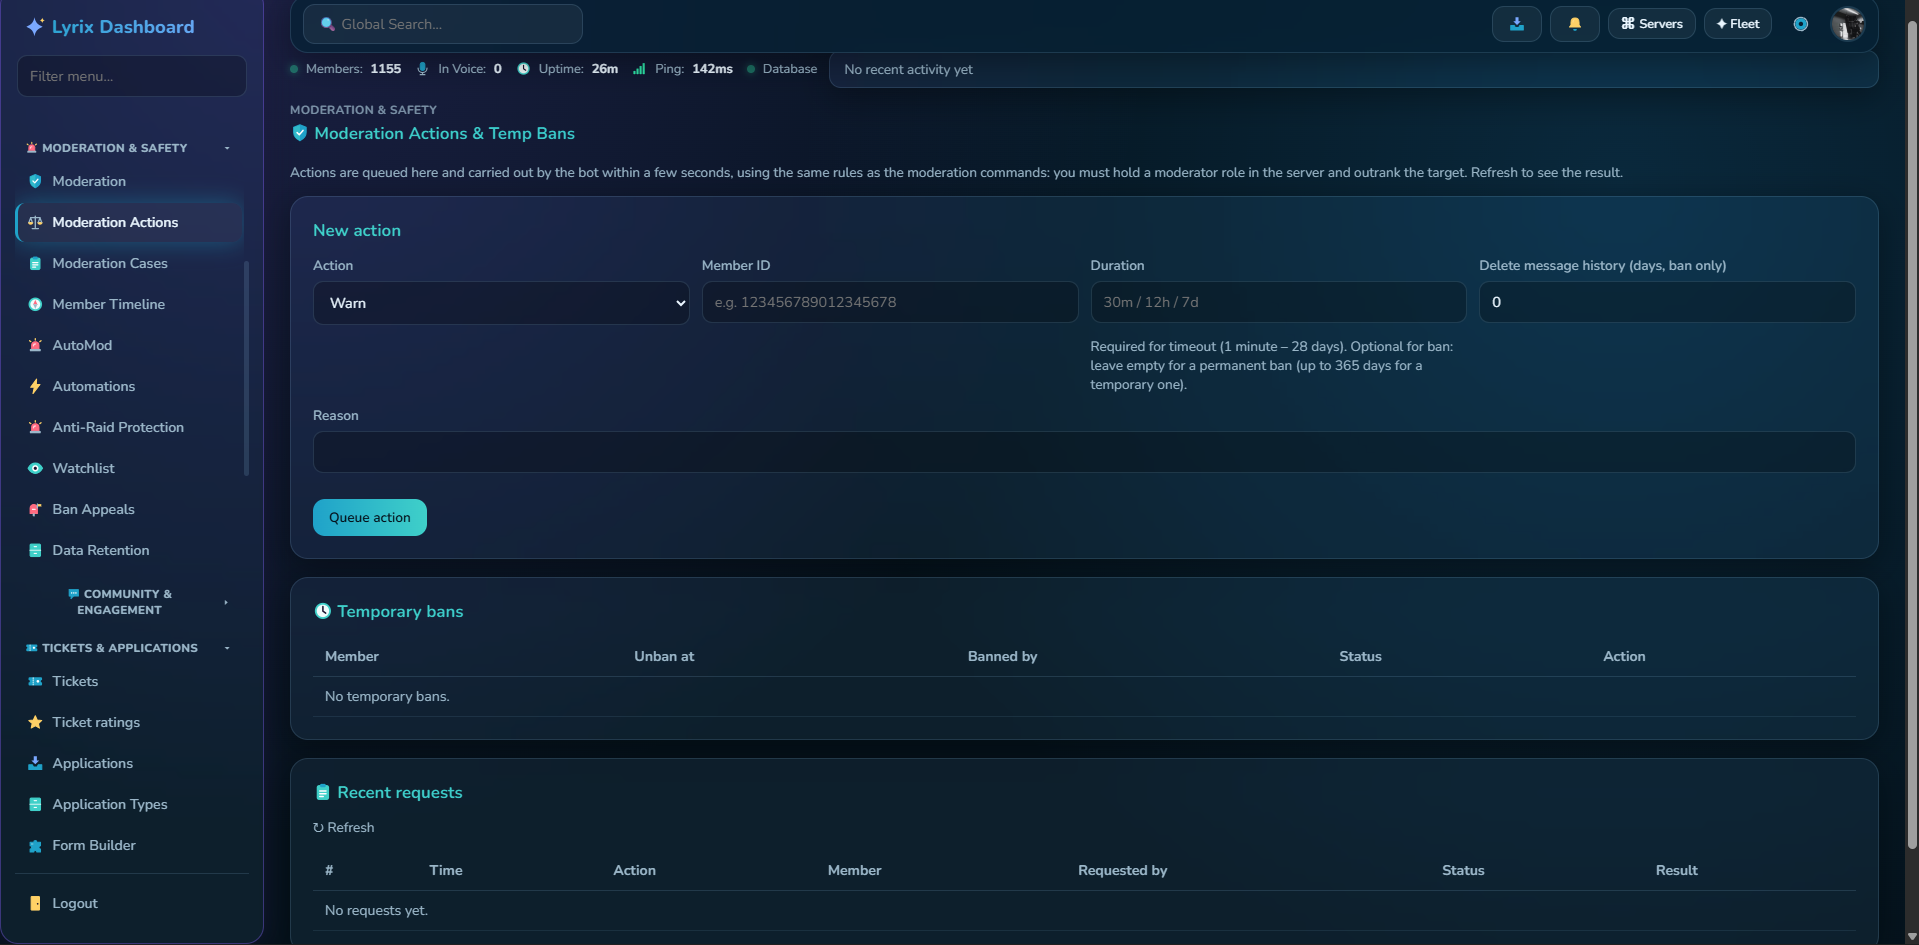 Lyrix Dashboard
Filter menu...
MODERATION & SAFETY
Moderation
Moderation Actions
Moderation Cases
Member Timeline
AutoMod
Automations
Anti-Raid Protection
Watchlist
Ban Appeals
Data Retention
COMMUNITY &
ENGAGEMENT
TICKETS & APPLICATIONS
Tickets
Ticket ratings
Applications
Application Types
Form Builder
Logout
Global Search...
⌘ Servers
✦ Fleet
Members: 1155 In Voice: 0 Uptime: 26m Ping: 142ms Database
No recent activity yet
MODERATION & SAFETY
Moderation Actions & Temp Bans
Actions are queued here and carried out by the bot within a few seconds, using the same rules as the moderation commands: you must hold a moderator role in the server and outrank the target. Refresh to see the result.
New action
Action Member ID Duration Delete message history (days, ban only)
Warn e.g. 123456789012345678 30m / 12h / 7d 0
Required for timeout (1 minute – 28 days). Optional for ban:
leave empty for a permanent ban (up to 365 days for a
temporary one).
Reason
Queue action
Temporary bans
Member Unban at Banned by Status Action
No temporary bans.
Recent requests
↻ Refresh
# Time Action Member Requested by Status Result
No requests yet.